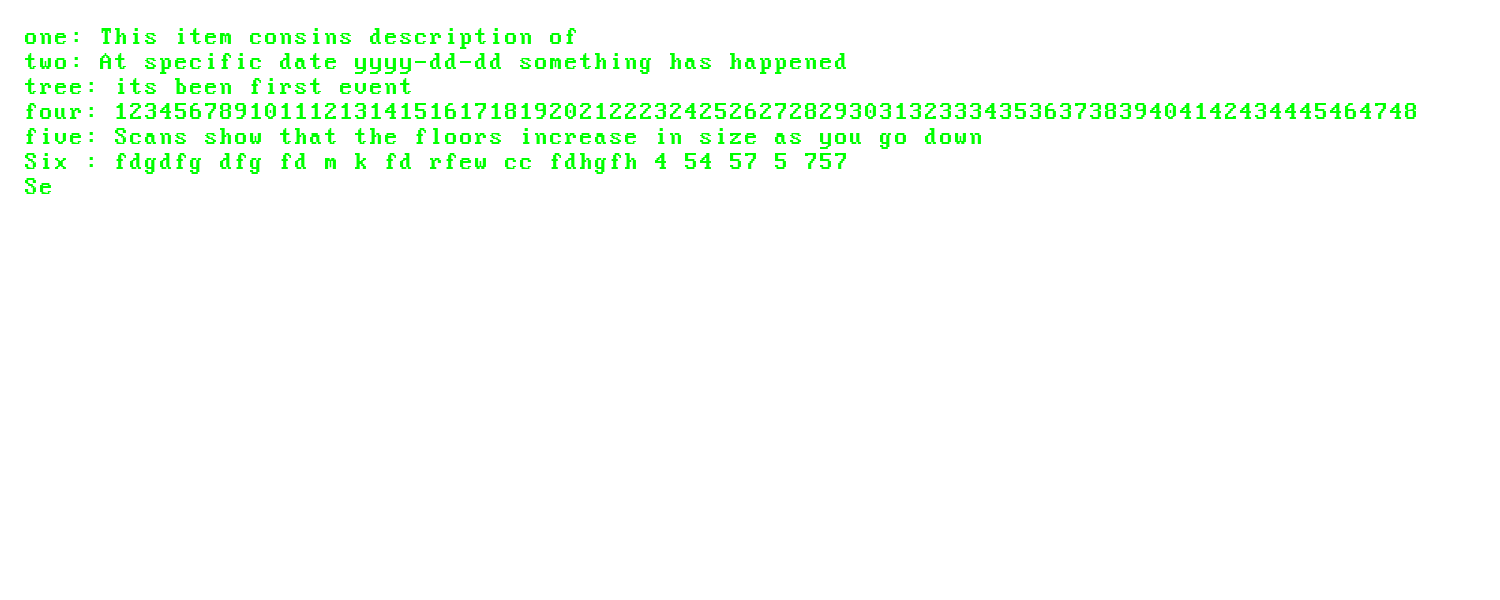 one: This item consins description of
two: At specific date yyyy-dd-dd something has happened
tree: its been first event
four: 123456789101112131415161718192021222324252627282930313233343536373839404142434445464748
five: Scans show that the floors increase in size as you go down
Six : fdgdfg dfg fd m k fd rfew cc fdhgfh 4 54 57 5 757
Se